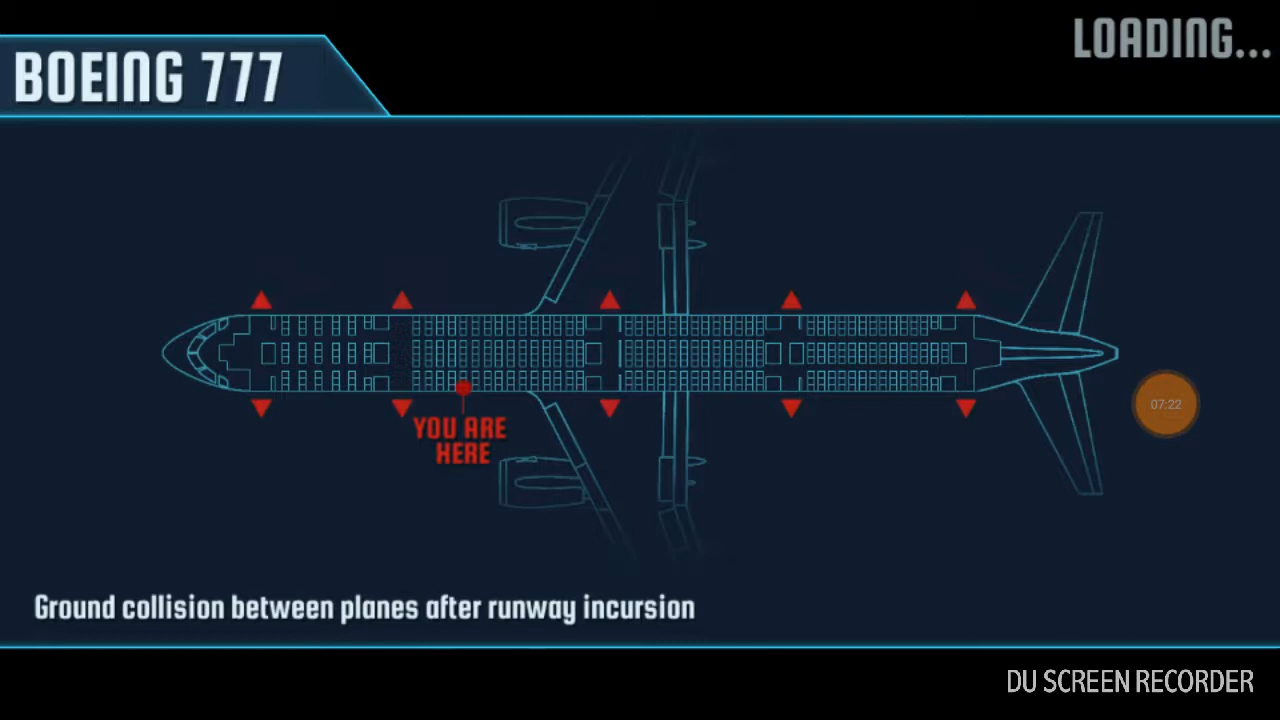 LOADING...
BOEING 777
YOU ARE
HERE
07:22
Ground collision between planes after runway incursion
DU SCREEN RECORDER